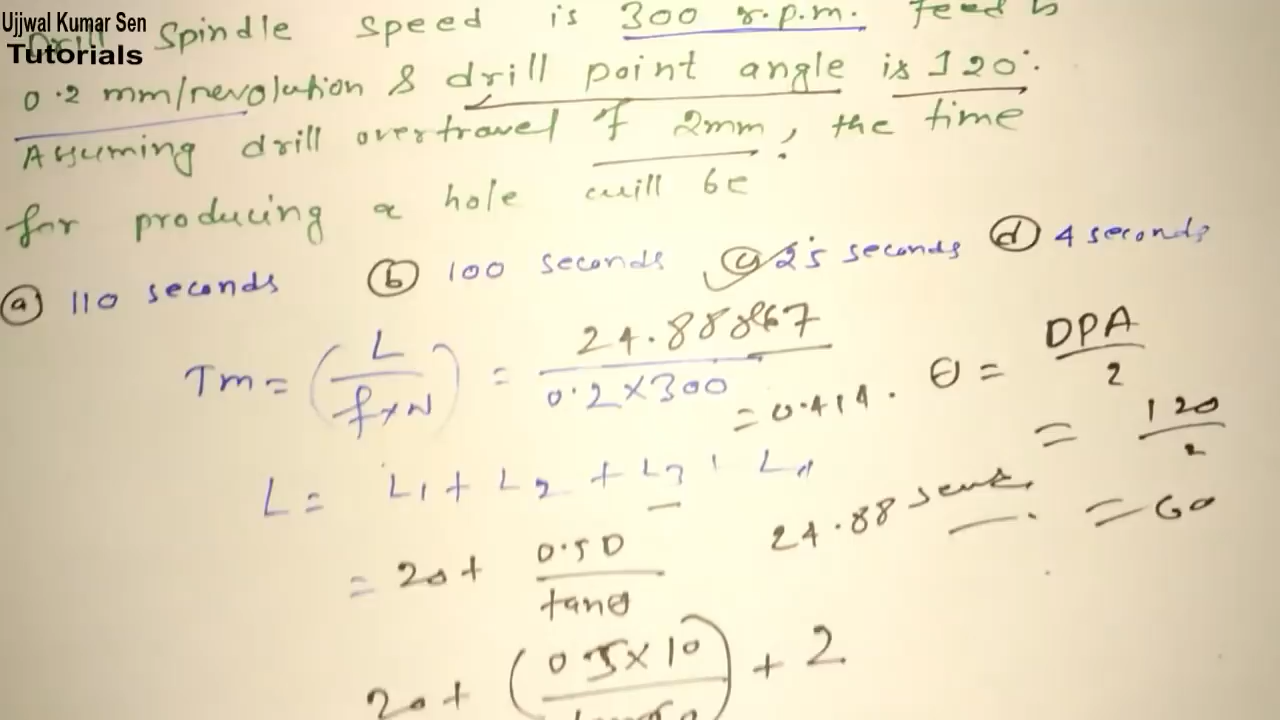 Ujjwal Kumar Sen
Tutorials
Drill Spindle speed is 300 r.p.m. feed is
0.2 mm/revolution & drill point angle is 120°.
Assuming drill overtravel of 2mm, the time
for producing a hole will be
(a) 110 seconds (b) 100 seconds (c) 25 seconds (d) 4 seconds
Tm = (L / f×N) = 24.88867 / 0.2×300 = 0.414.
θ = DPA / 2
= 120 / 2
= 60
L = L1 + L2 + L3 + L4
24.88
= 20 + 0.5D / tanθ
20 + (0.5×10 /) + 2